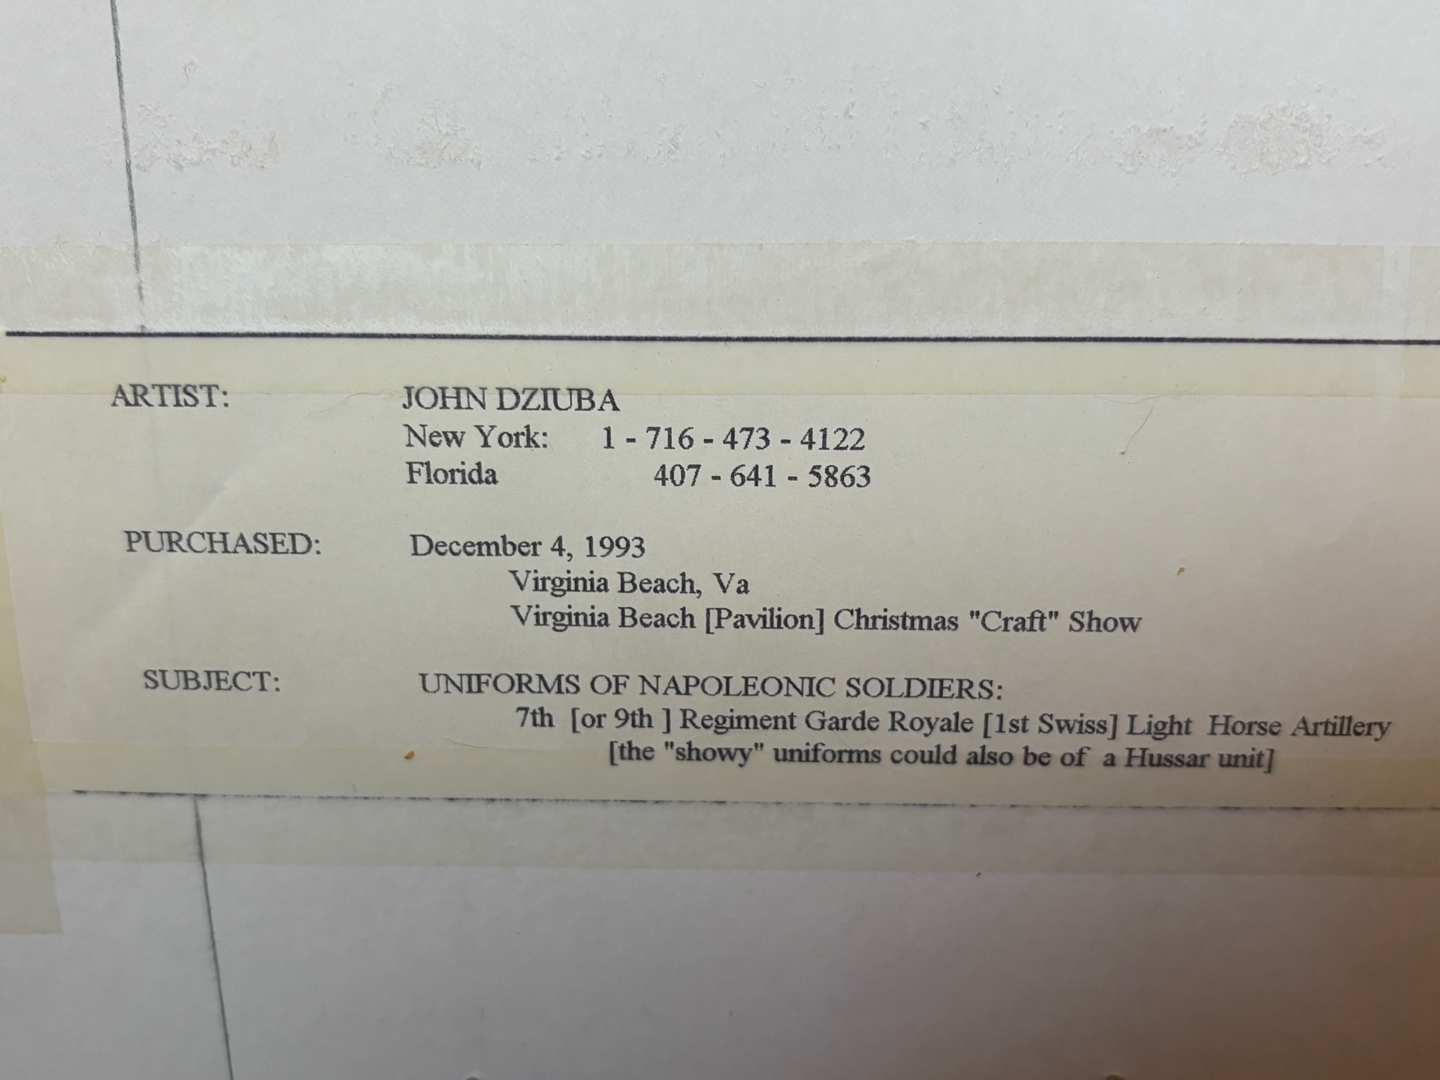 ARTIST: JOHN DZIUBA
New York: 1 - 716 - 473 - 4122
Florida 407 - 641 - 5863
PURCHASED: December 4, 1993
Virginia Beach, Va
Virginia Beach [Pavilion] Christmas "Craft" Show
SUBJECT: UNIFORMS OF NAPOLEONIC SOLDIERS:
7th [or 9th ] Regiment Garde Royale [1st Swiss] Light Horse Artillery
[the "showy" uniforms could also be of a Hussar unit]